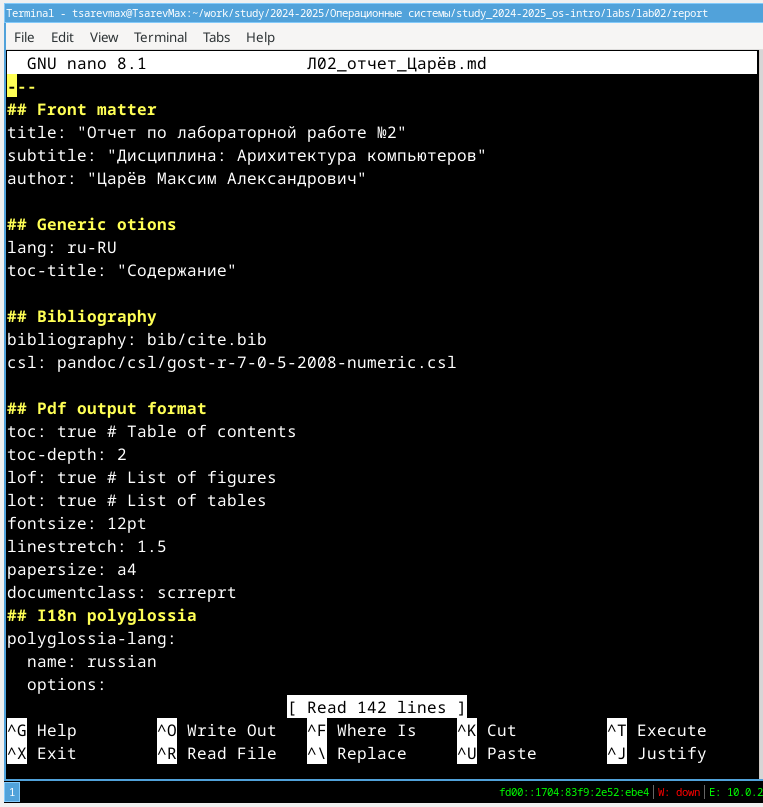 Terminal - tsarevmax@TsarevMax:~/work/study/2024-2025/Операционные системы/study_2024-2025_os-intro/labs/lab02/report
File Edit View Terminal Tabs Help
GNU nano 8.1 Л02_отчет_Царёв.md
---
## Front matter
title: "Отчет по лабораторной работе №2"
subtitle: "Дисциплина: Арихитектура компьютеров"
author: "Царёв Максим Александрович"
## Generic otions
lang: ru-RU
toc-title: "Содержание"
## Bibliography
bibliography: bib/cite.bib
csl: pandoc/csl/gost-r-7-0-5-2008-numeric.csl
## Pdf output format
toc: true # Table of contents
toc-depth: 2
lof: true # List of figures
lot: true # List of tables
fontsize: 12pt
linestretch: 1.5
papersize: a4
documentclass: scrreprt
## I18n polyglossia
polyglossia-lang:
name: russian
options:
[ Read 142 lines ]
^G Help ^O Write Out ^F Where Is ^K Cut ^T Execute
^X Exit ^R Read File ^\ Replace ^U Paste ^J Justify
1 fd00::1704:83f9:2e52:ebe4 | W: down | E: 10.0.2